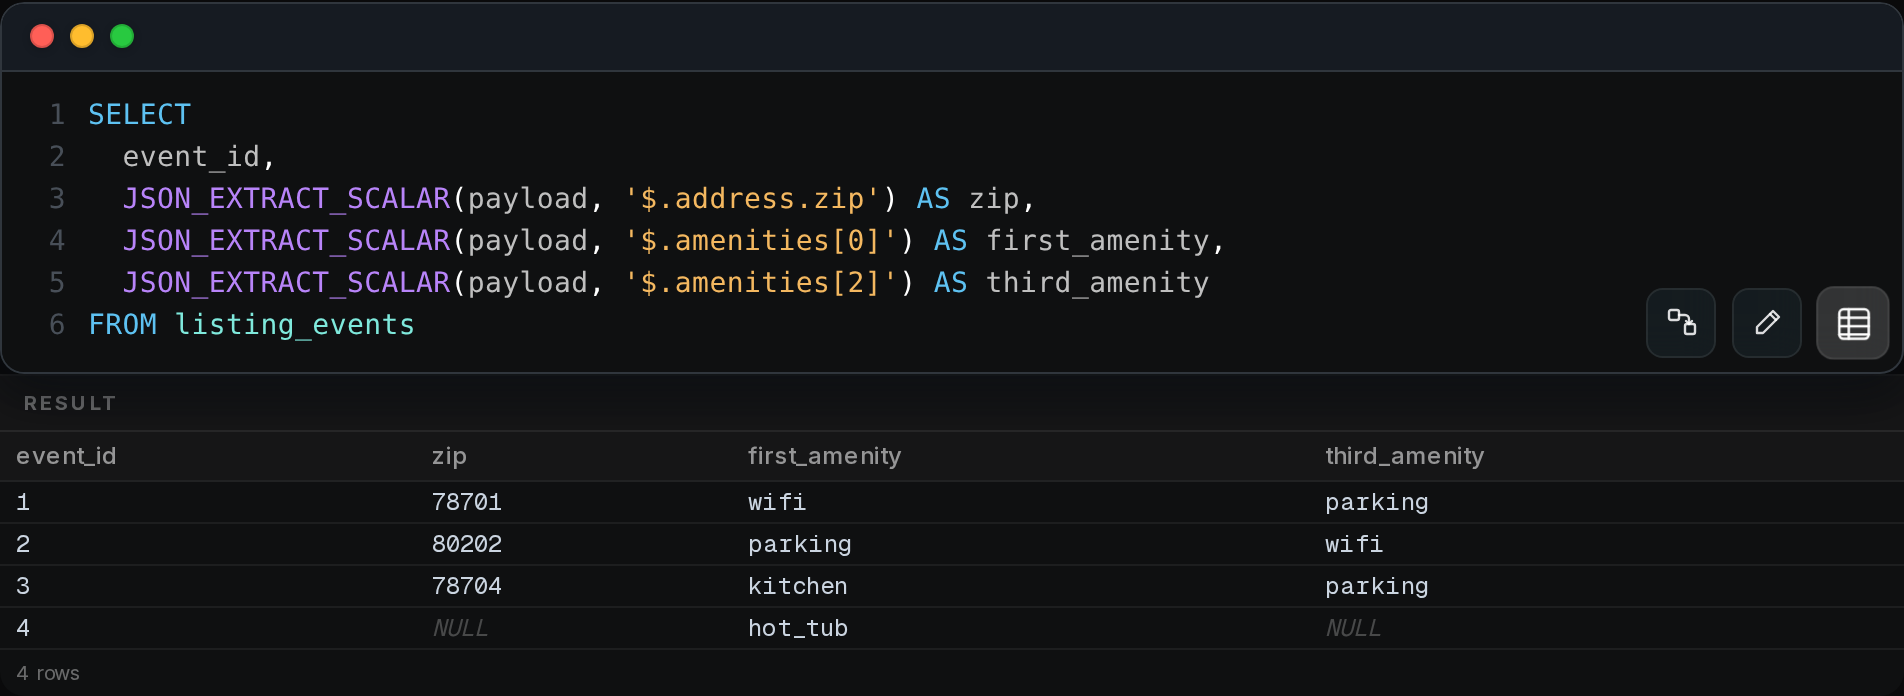 1 SELECT
2 event_id,
3 JSON_EXTRACT_SCALAR(payload, '$.address.zip') AS zip,
4 JSON_EXTRACT_SCALAR(payload, '$.amenities[0]') AS first_amenity,
5 JSON_EXTRACT_SCALAR(payload, '$.amenities[2]') AS third_amenity
6 FROM listing_events
RESULT
event_id zip first_amenity third_amenity
1 78701 wifi parking
2 80202 parking wifi
3 78704 kitchen parking
4 NULL hot_tub NULL
4 rows